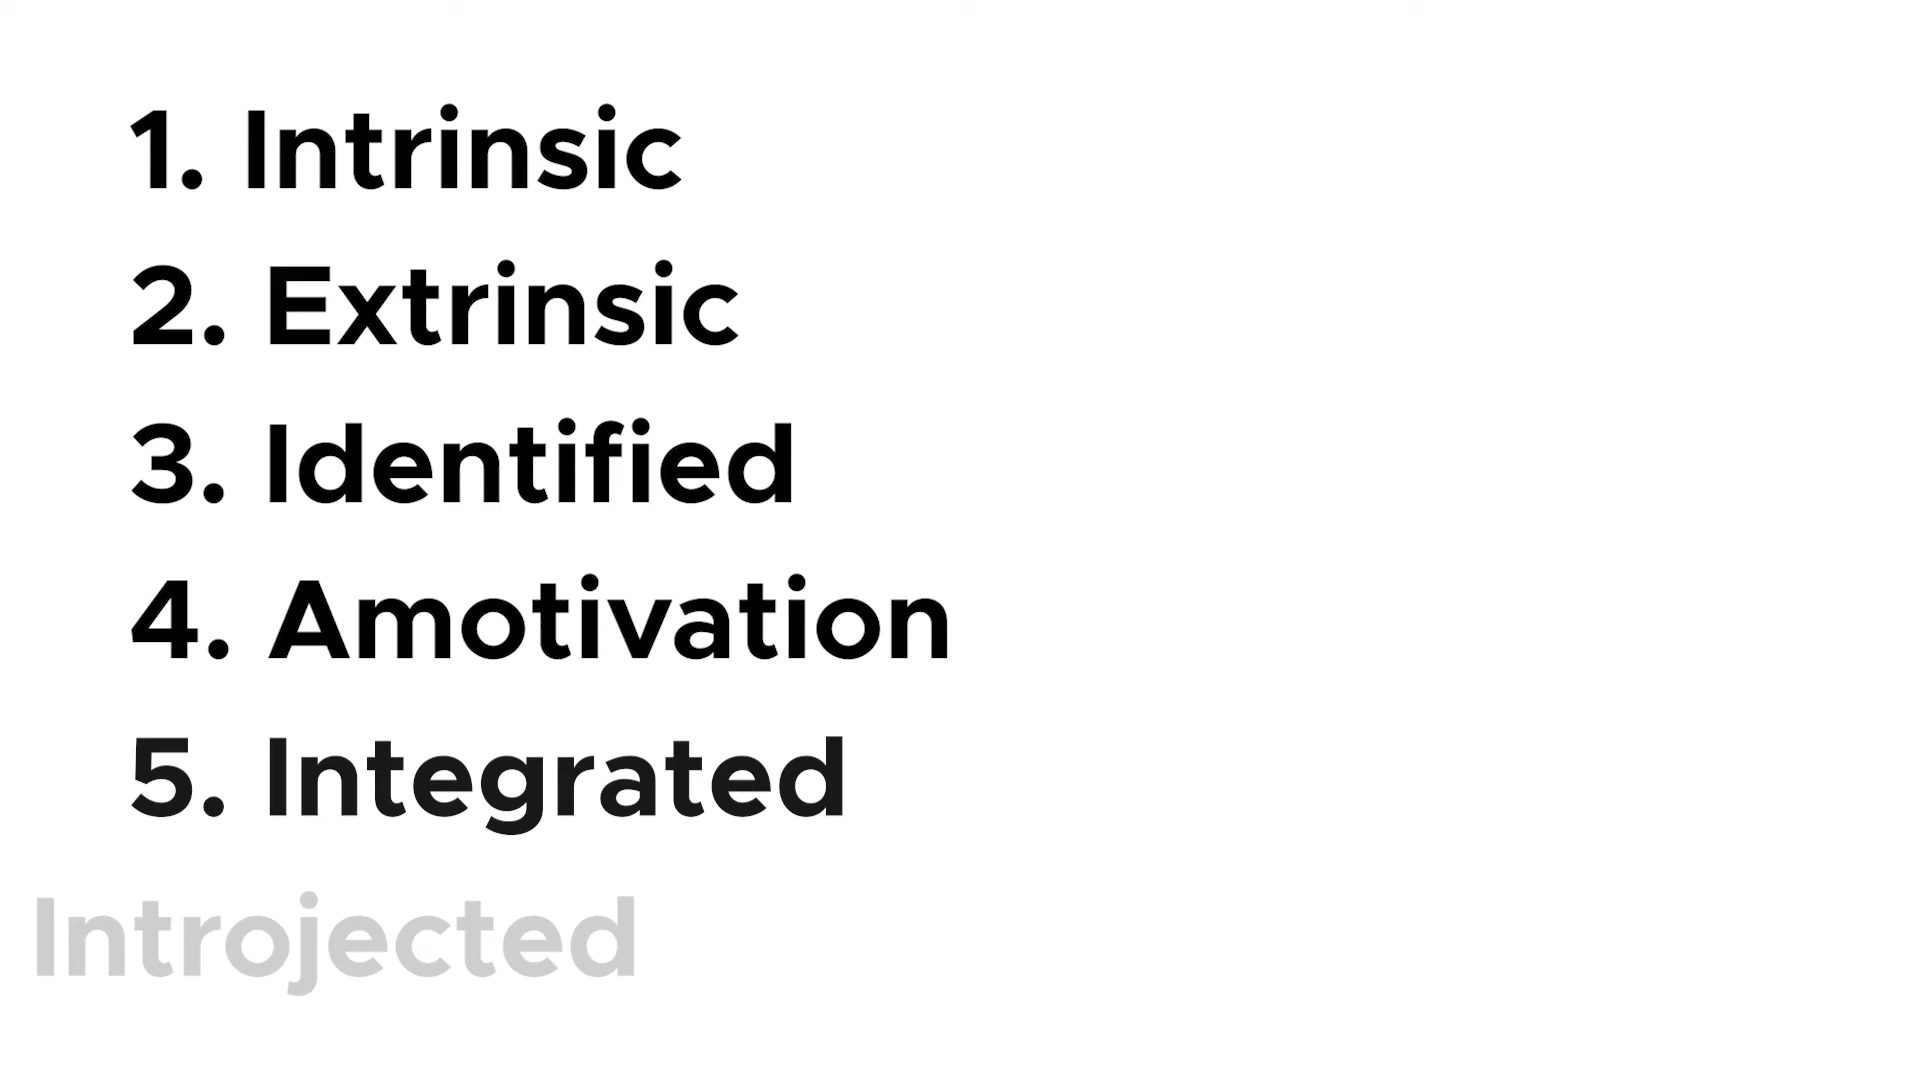 1. Intrinsic
2. Extrinsic
3. Identified
4. Amotivation
5. Integrated
Introjected